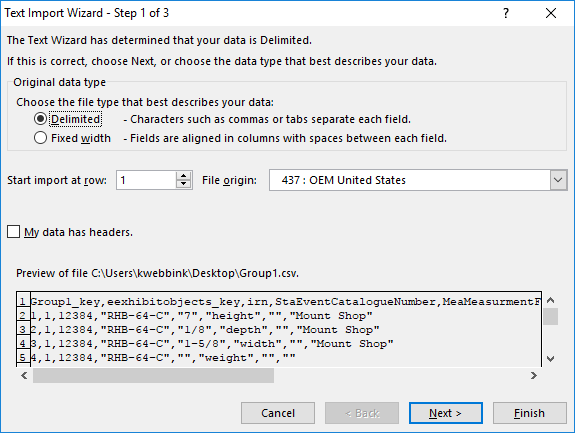 Text Import Wizard - Step 1 of 3
The Text Wizard has determined that your data is Delimited.
If this is correct, choose Next, or choose the data type that best describes your data.
Original data type
Choose the file type that best describes your data:
Delimited - Characters such as commas or tabs separate each field.
Fixed width - Fields are aligned in columns with spaces between each field.
Start import at row: 1 File origin: 437 : OEM United States
My data has headers.
Preview of file C:\Users\kwebbink\Desktop\Group1.csv.
1 Group1_key,eexhibitobjects_key,irn,StaEventCatalogueNumber,MeaMeasurmentF
2 1,1,12384,"RHB-64-C","7","height","","Mount Shop"
3 2,1,12384,"RHB-64-C","1/8","depth","","Mount Shop"
4 3,1,12384,"RHB-64-C","1-5/8","width","","Mount Shop"
5 4,1,12384,"RHB-64-C","","weight","",""
Cancel < Back Next > Finish